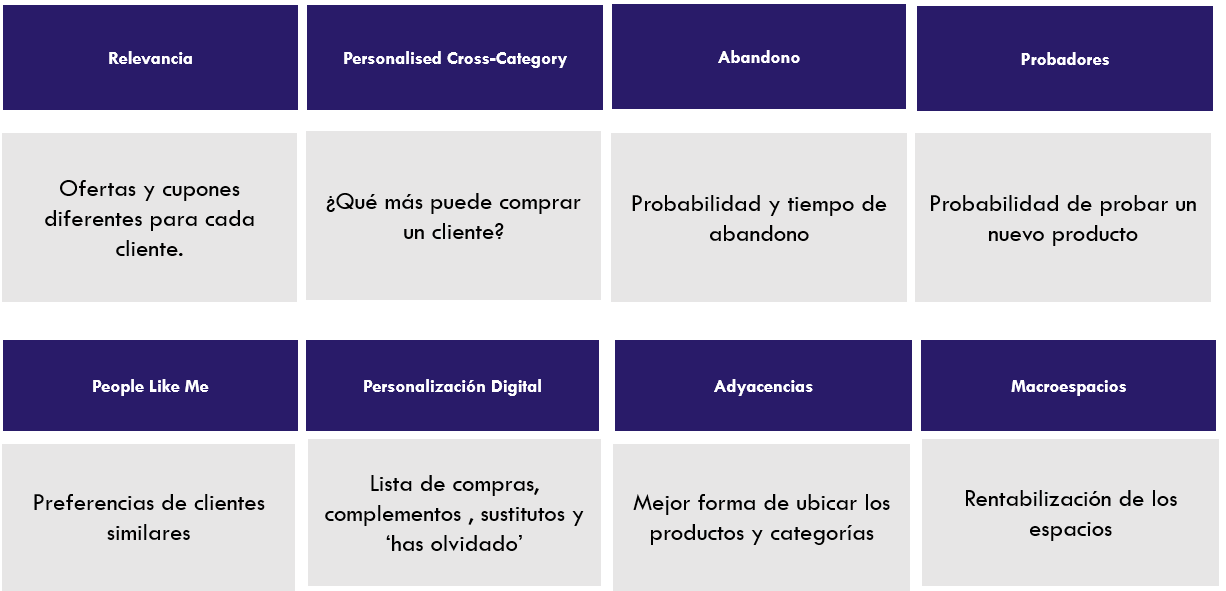 Relevancia
Personalised Cross-Category
Abandono
Probadores
Ofertas y cupones
diferentes para cada
cliente.
¿Qué más puede comprar
un cliente?
Probabilidad y tiempo de
abandono
Probabilidad de probar un
nuevo producto
People Like Me
Personalización Digital
Adyacencias
Macroespacios
Preferencias de clientes
similares
Lista de compras,
complementos , sustitutos y
‘has olvidado’
Mejor forma de ubicar los
productos y categorías
Rentabilización de los
espacios